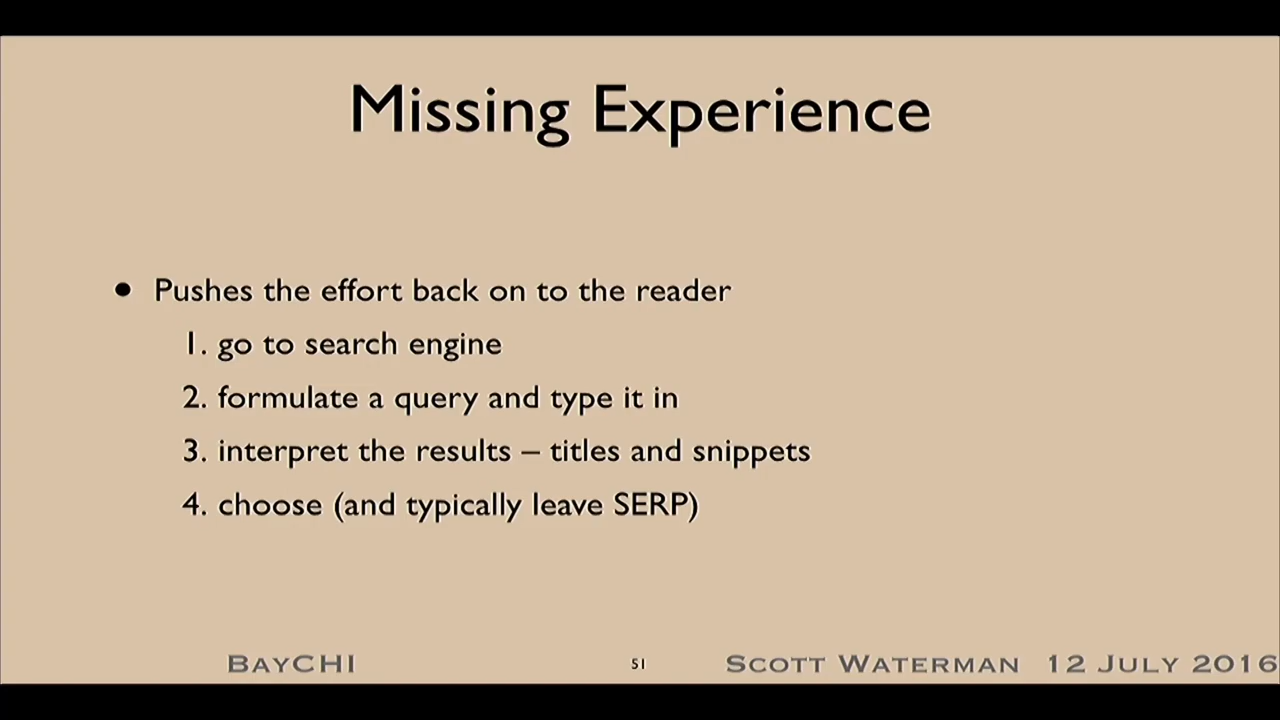 Missing Experience
• Pushes the effort back on to the reader
1. go to search engine
2. formulate a query and type it in
3. interpret the results – titles and snippets
4. choose (and typically leave SERP)
BAYCHI 51 SCOTT WATERMAN 12 JULY 2016